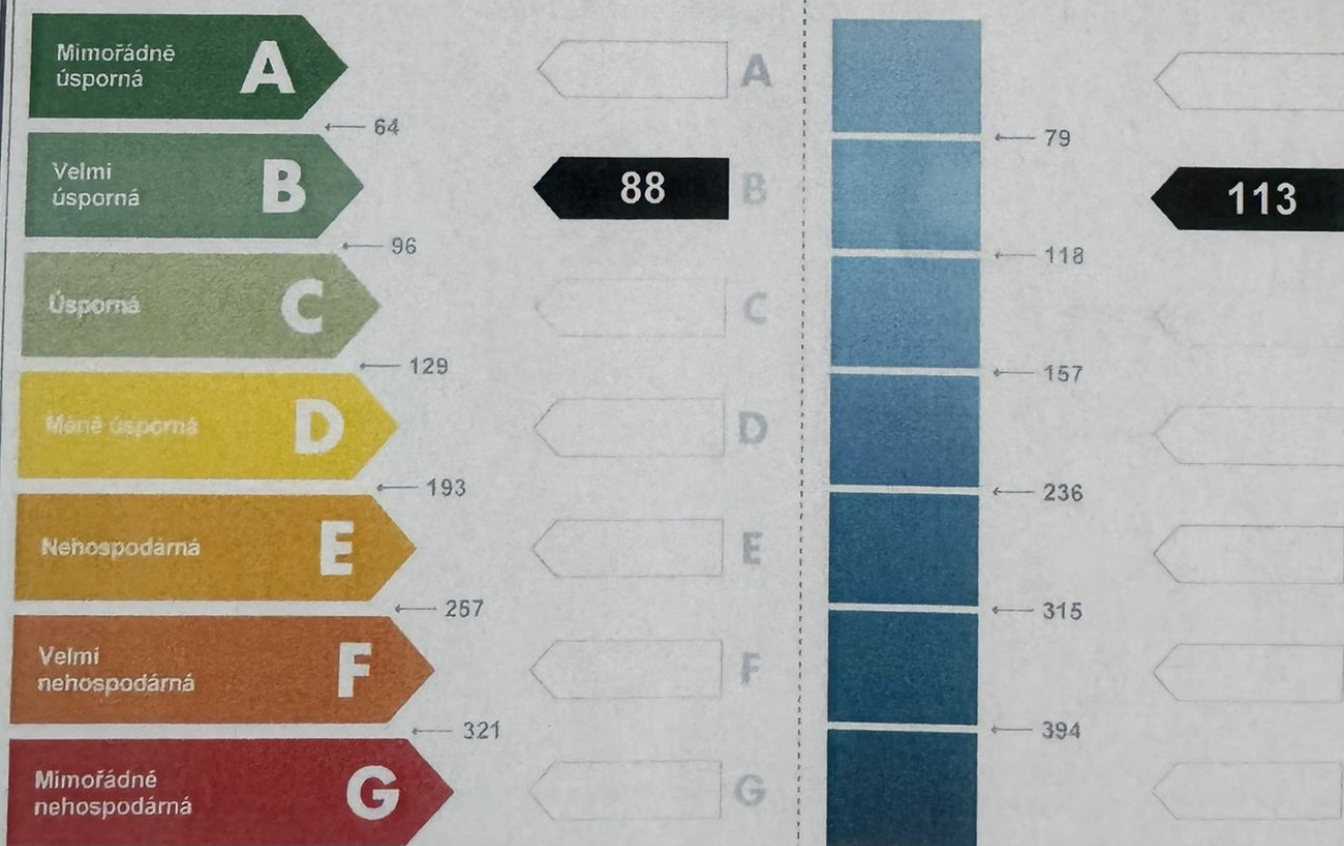 Mimořádně
úsporná
A
A
64
79
Velmi
úsporná
B
88
B
113
96
118
Úsporná
C
C
129
157
Méně úsporná
D
D
193
236
Nehospodárná
E
E
257
315
Velmi
nehospodárná
F
F
321
394
Mimořádně
nehospodárná
G
G